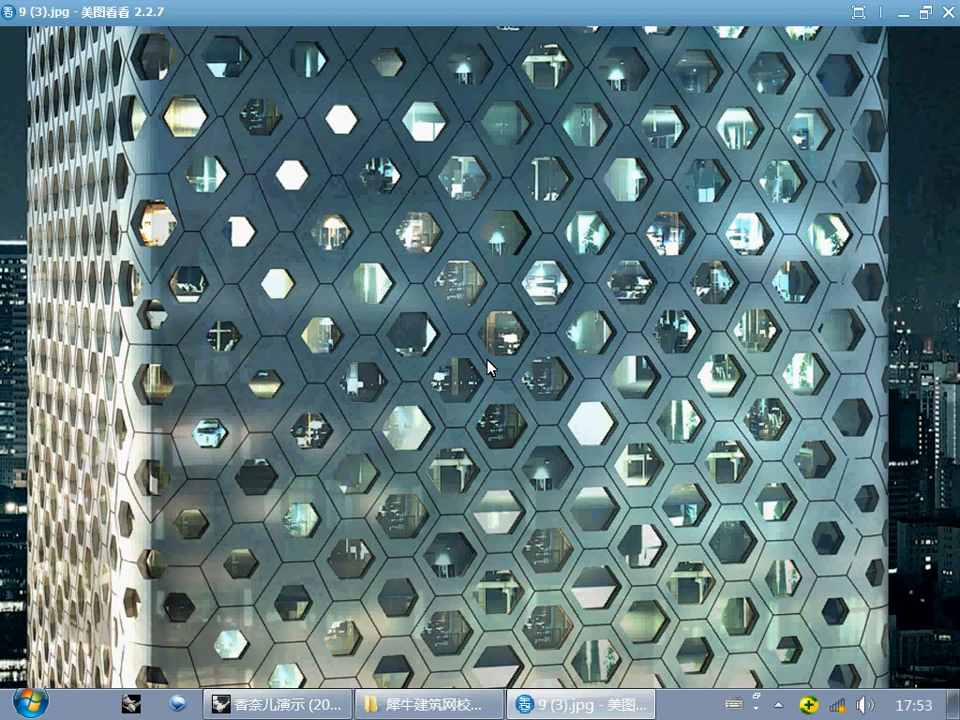 9 (3).jpg - 美图看看 2.2.7
香奈儿演示 (20...
犀牛建筑网校...
9 (3).jpg - 美图...
17:53